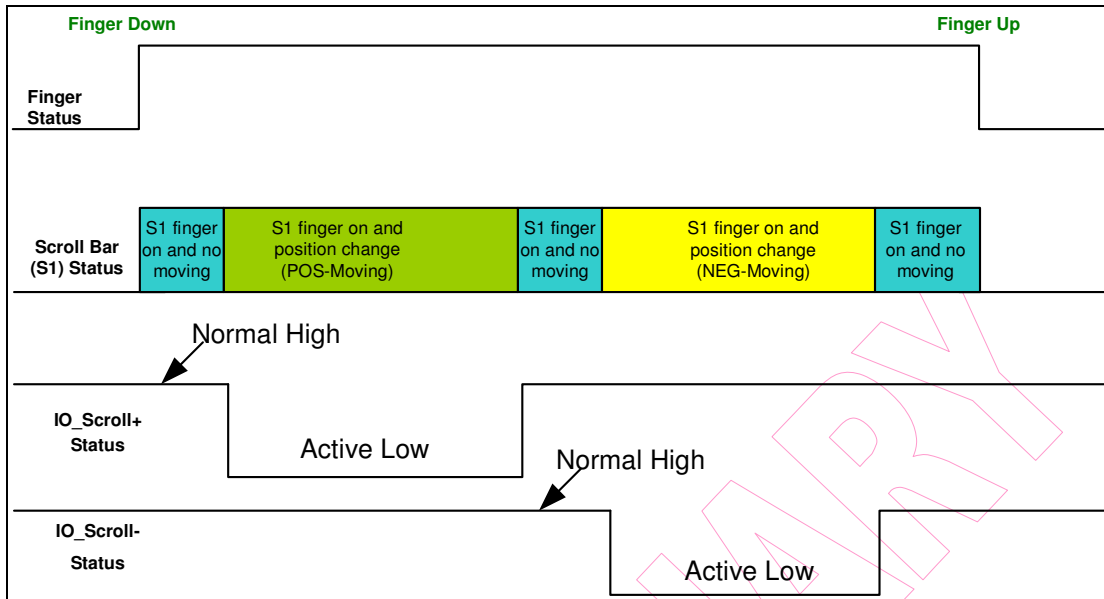 Finger Down
Finger Up
Finger
Status
Scroll Bar
(S1) Status
S1 finger
on and no
moving
S1 finger on and
position change
(POS-Moving)
S1 finger
on and no
moving
S1 finger on and
position change
(NEG-Moving)
S1 finger
on and no
moving
Normal High
IO_Scroll+
Status
Active Low
Normal High
IO_Scroll-
Status
Active Low